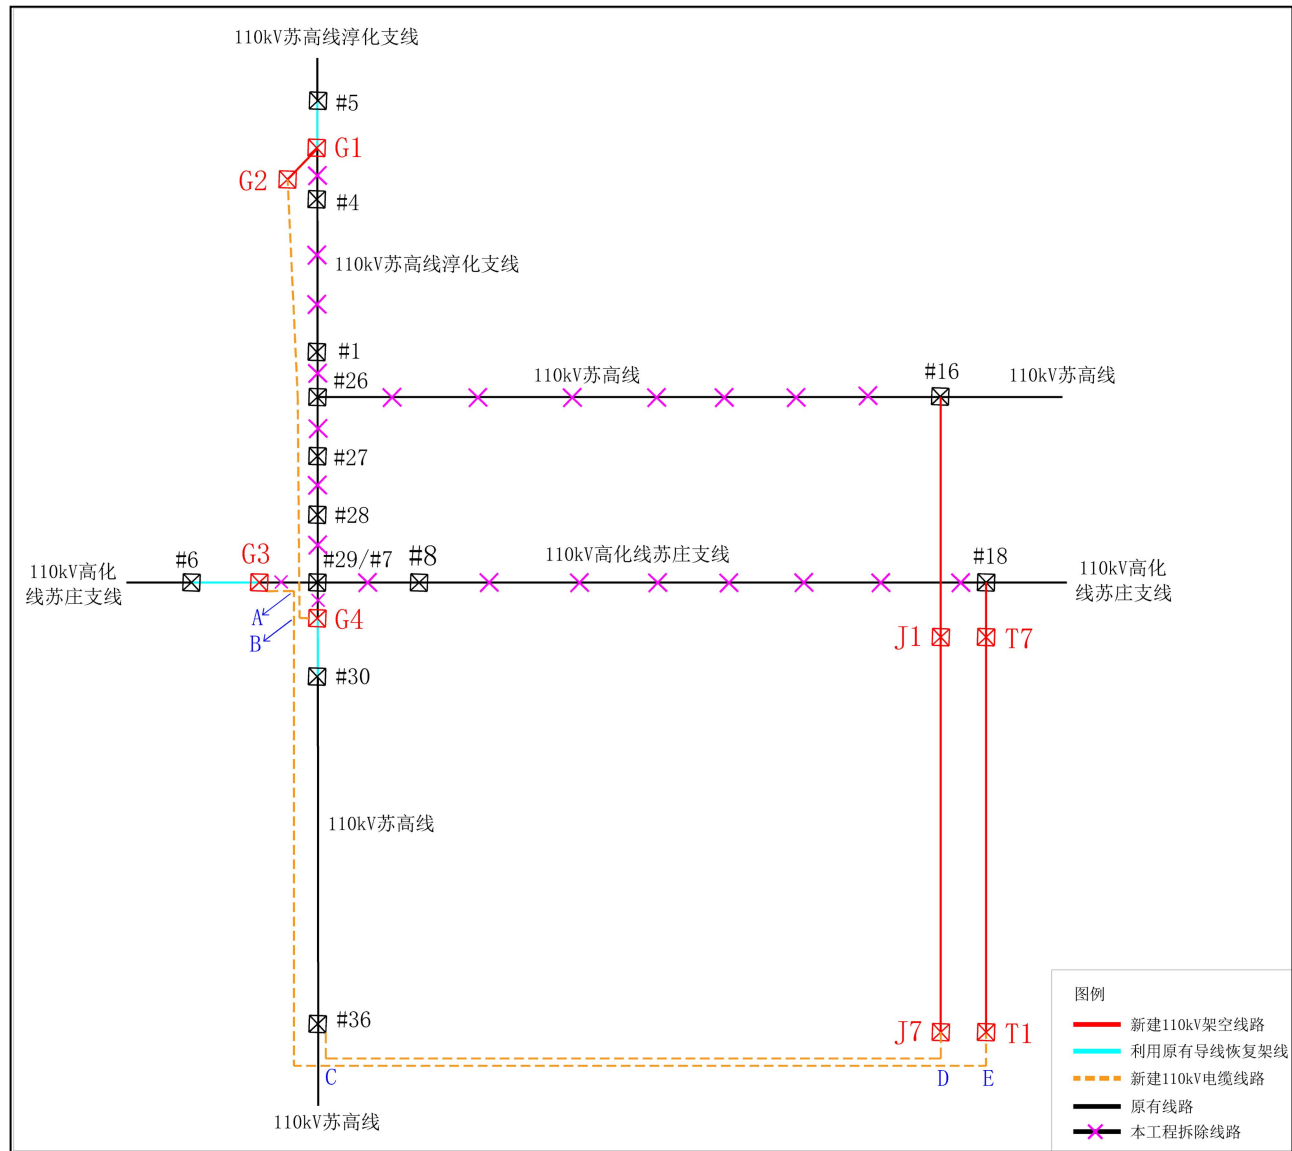 110kV苏高线淳化支线
#5
G1
G2
#4
110kV苏高线淳化支线
#1
#26
110kV苏高线
#16
110kV苏高线
#27
#28
#6
G3
#29/#7
#8
110kV高化线苏庄支线
#18
110kV高化
线苏庄支线
110kV高化
线苏庄支线
A
G4
B
J1
T7
#30
110kV苏高线
#36
J7
T1
C
D
E
110kV苏高线
图例
新建110kV架空线路
利用原有导线恢复架线
新建110kV电缆线路
原有线路
本工程拆除线路